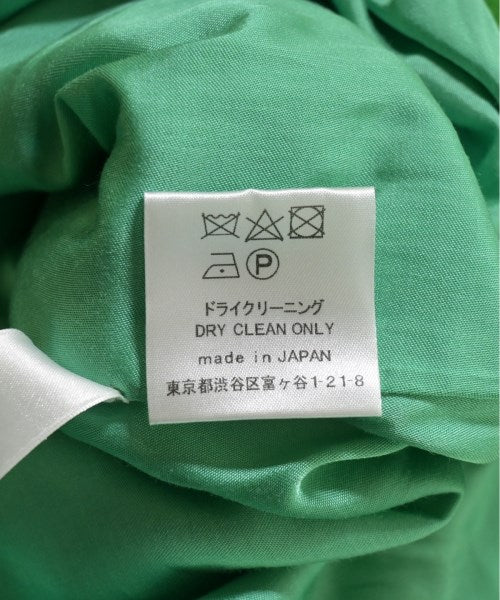 P
ドライクリーニング
DRY CLEAN ONLY
made in JAPAN
東京都渋谷区富ヶ谷1-21-8